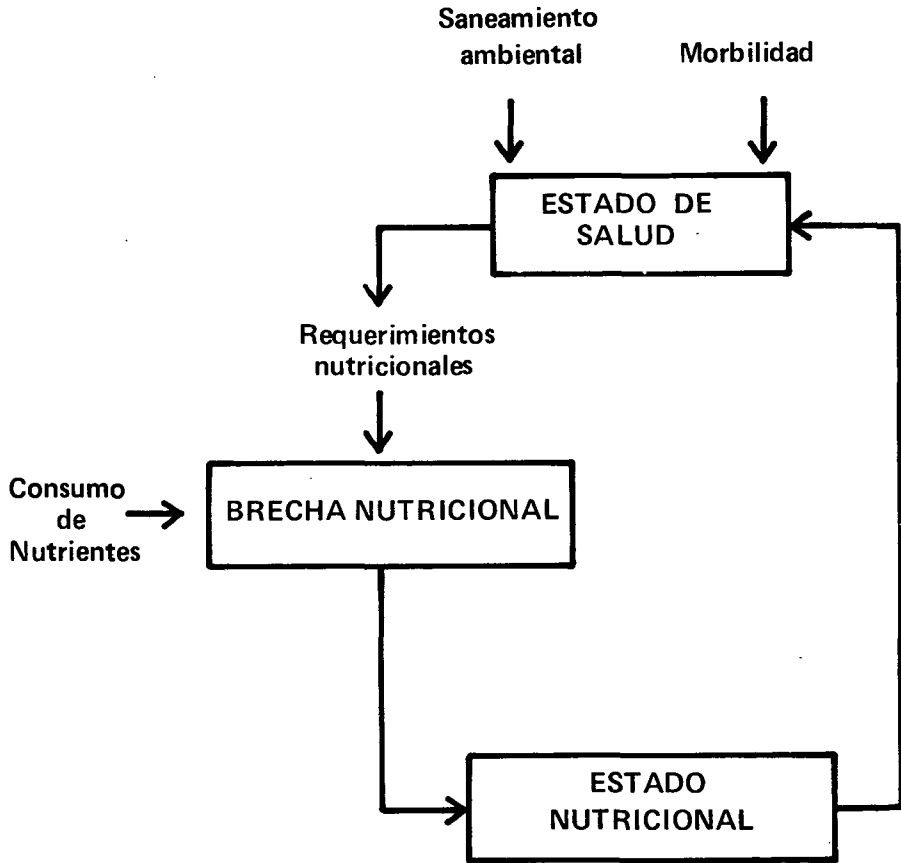 Saneamiento
ambiental
Morbilidad
ESTADO DE
SALUD
Requerimientos
nutricionales
Consumo
de
Nutrientes
BRECHA NUTRICIONAL
ESTADO
NUTRICIONAL